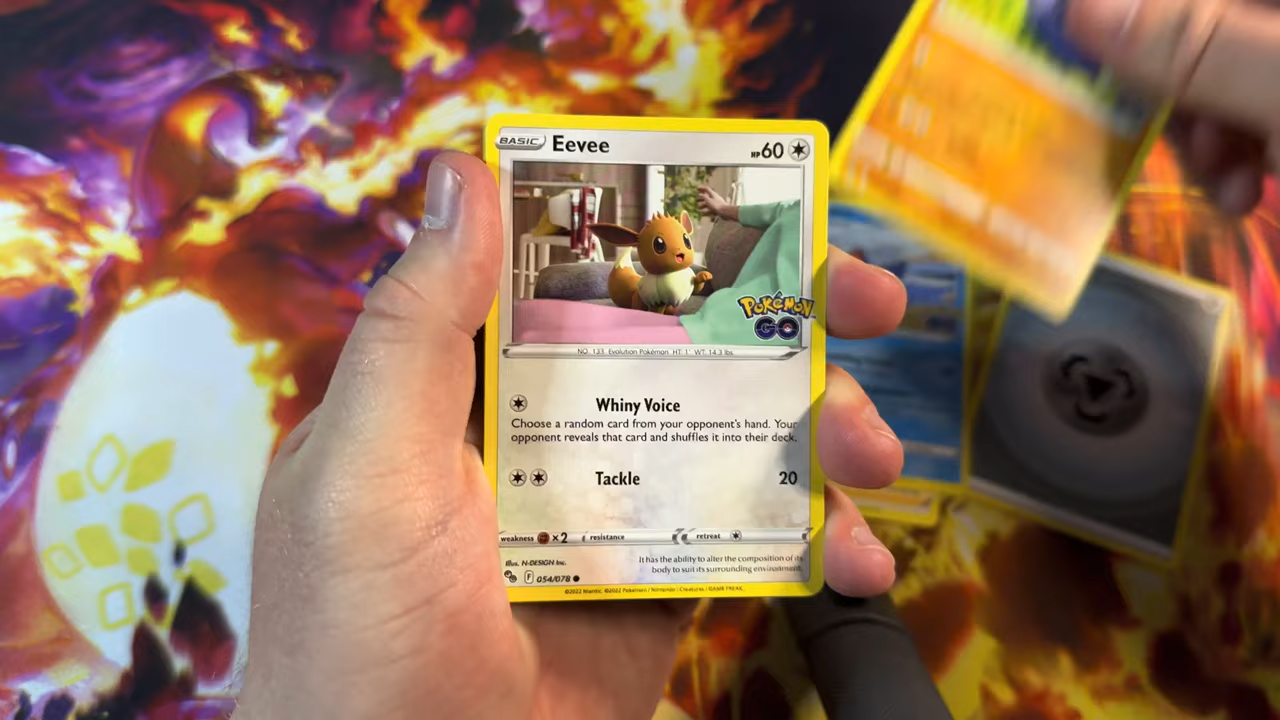 BASIC Eevee HP60
POKÉMON
GO
NO. 133 Evolution Pokémon HT: 1' WT: 14.3 lbs.
Whiny Voice
Choose a random card from your opponent's hand. Your
opponent reveals that card and shuffles it into their deck.
Tackle 20
weakness ×2 resistance retreat
Illus. N-DESIGN Inc.
It has the ability to alter the composition of its
body to suit its surrounding environment.
F 054/078
©2022 Niantic. ©2022 Pokémon / Nintendo / Creatures / GAME FREAK.